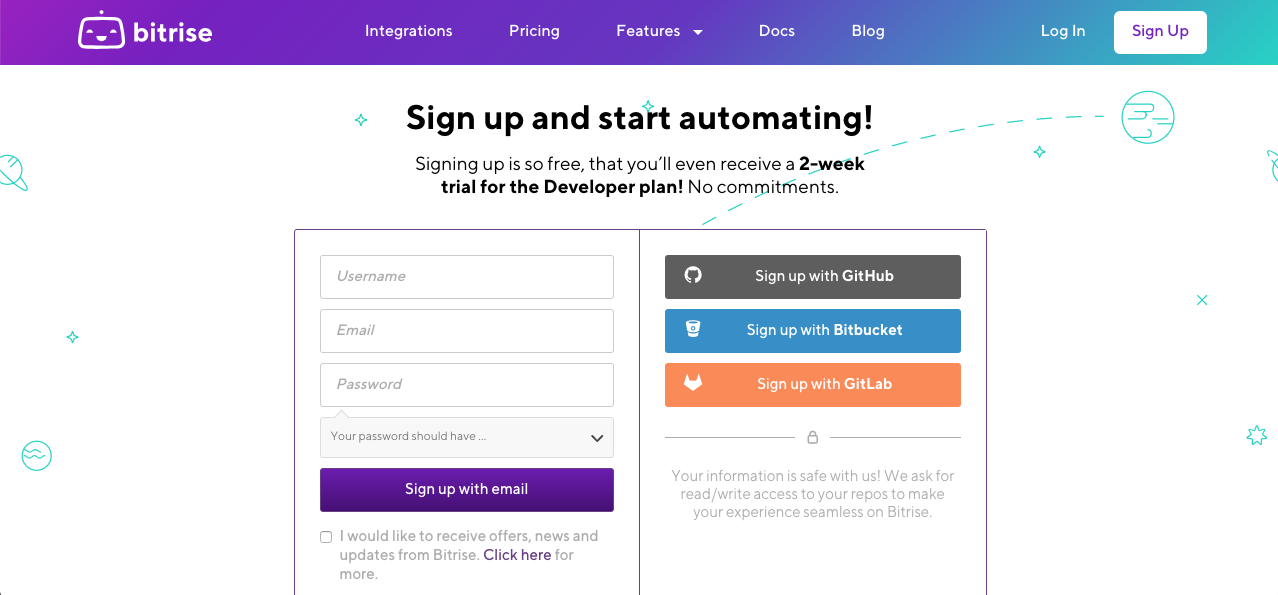 bitrise
Integrations
Pricing
Features
Docs
Blog
Log In
Sign Up
Sign up and start automating!
Signing up is so free, that you’ll even receive a 2-week
trial for the Developer plan! No commitments.
Username
Email
Password
Your password should have ...
Sign up with email
I would like to receive offers, news and
updates from Bitrise. Click here for
more.
Sign up with GitHub
Sign up with Bitbucket
Sign up with GitLab
Your information is safe with us! We ask for
read/write access to your repos to make
your experience seamless on Bitrise.